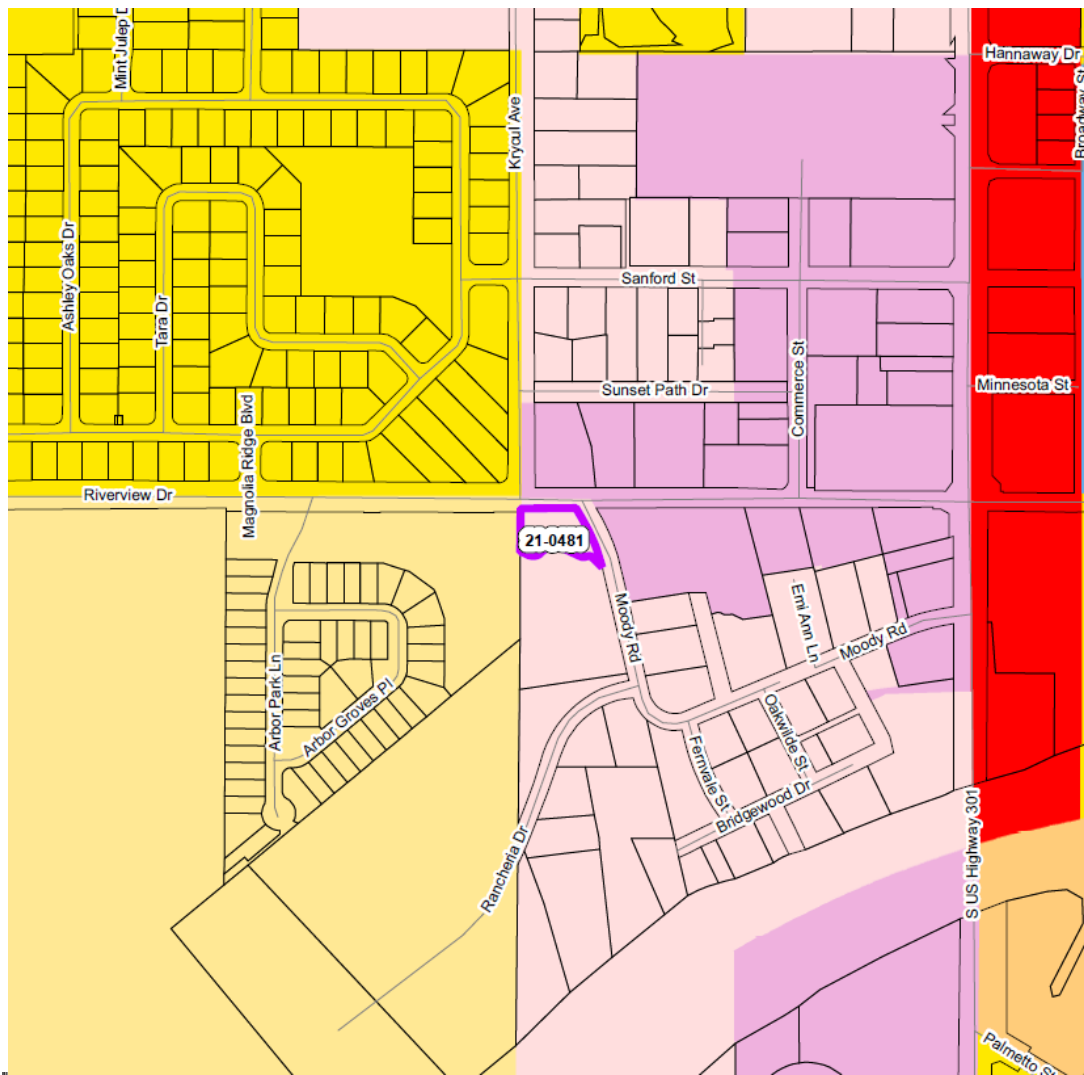 Mint Julep D
Hannaway Dr
Broadway St
Krycul Ave
Ashley Oaks Dr
Tara Dr
Sanford St
Commerce St
Minnesota St
Sunset Path Dr
Magnolia Ridge Blvd
Riverview Dr
21-0481
Moody Rd
Emi Ann Ln
Moody Rd
Arbor Park Ln
Arbor Groves Pl
Oakwilde St
Fernvale St
Bridgewood Dr
Rancheria Dr
S US Highway 301
Palmetto St